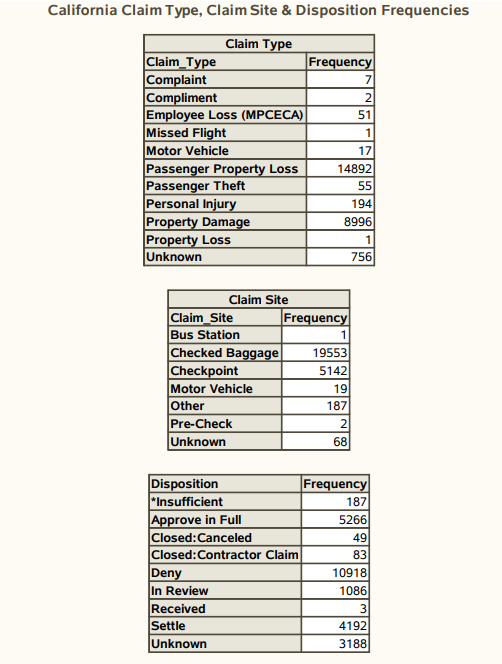 California Claim Type, Claim Site & Disposition Frequencies
Claim Type
Claim_Type Frequency
Complaint 7
Compliment 2
Employee Loss (MPCECA) 51
Missed Flight 1
Motor Vehicle 17
Passenger Property Loss 14892
Passenger Theft 55
Personal Injury 194
Property Damage 8996
Property Loss 1
Unknown 756
Claim Site
Claim_Site Frequency
Bus Station 1
Checked Baggage 19553
Checkpoint 5142
Motor Vehicle 19
Other 187
Pre-Check 2
Unknown 68
Disposition Frequency
*Insufficient 187
Approve in Full 5266
Closed:Canceled 49
Closed:Contractor Claim 83
Deny 10918
In Review 1086
Received 3
Settle 4192
Unknown 3188